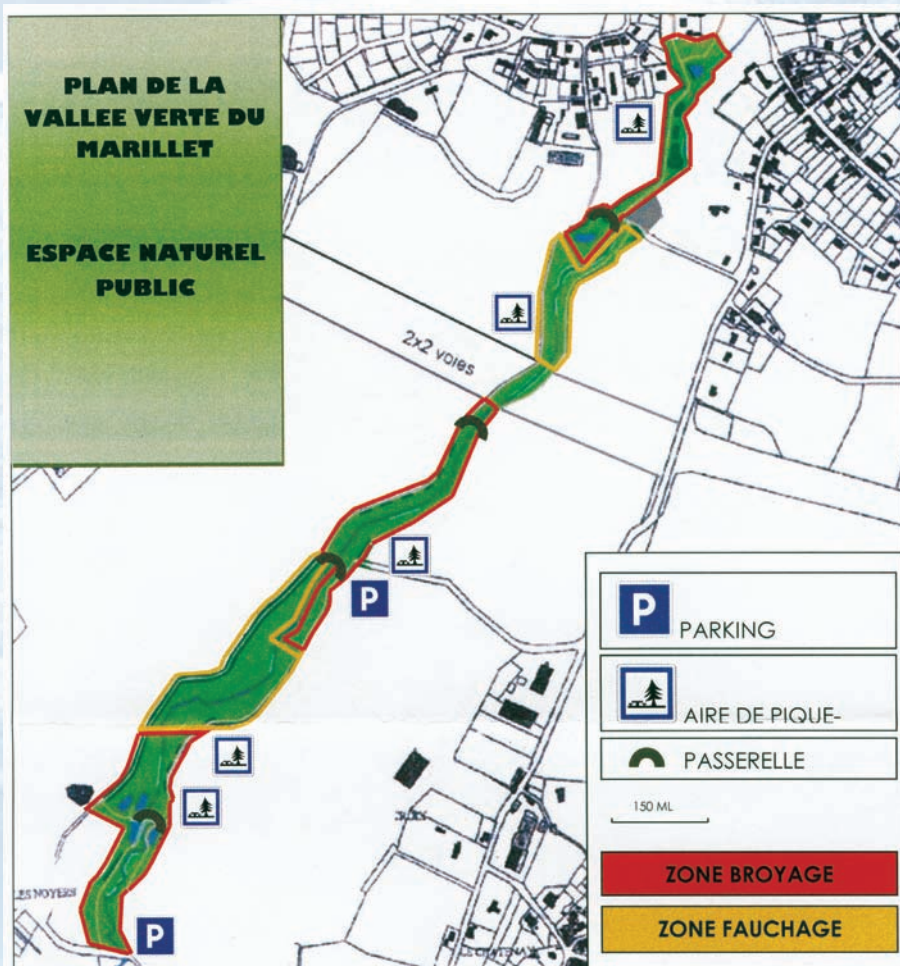 PLAN DE LA
VALLEE VERTE DU
MARILLET
ESPACE NATUREL
PUBLIC
2x2 voies
P
P
LES NOYERS
P PARKING
AIRE DE PIQUE-
PASSERELLE
150 ML
ZONE BROYAGE
ZONE FAUCHAGE